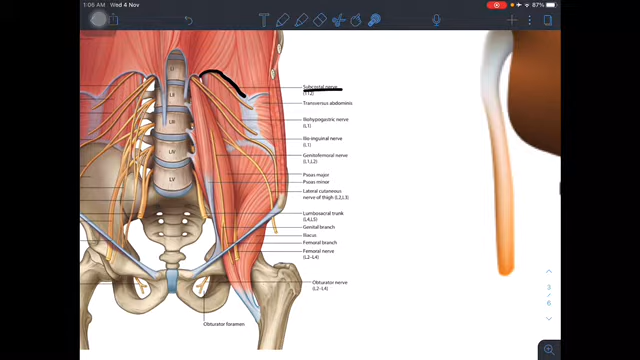 1:06 AM Wed 4 Nov
87%
T
LI
LII
LIII
LIV
LV
Subcostal nerve
(T12)
Transversus abdominis
Iliohypogastric nerve
(L1)
Ilio-inguinal nerve
(L1)
Genitofemoral nerve
(L1, L2)
Psoas major
Psoas minor
Lateral cutaneous
nerve of thigh (L2, L3)
Lumbosacral trunk
(L4, L5)
Genital branch
Iliacus
Femoral branch
Femoral nerve
(L2–L4)
Obturator nerve
(L2–L4)
Obturator foramen
3
/
6